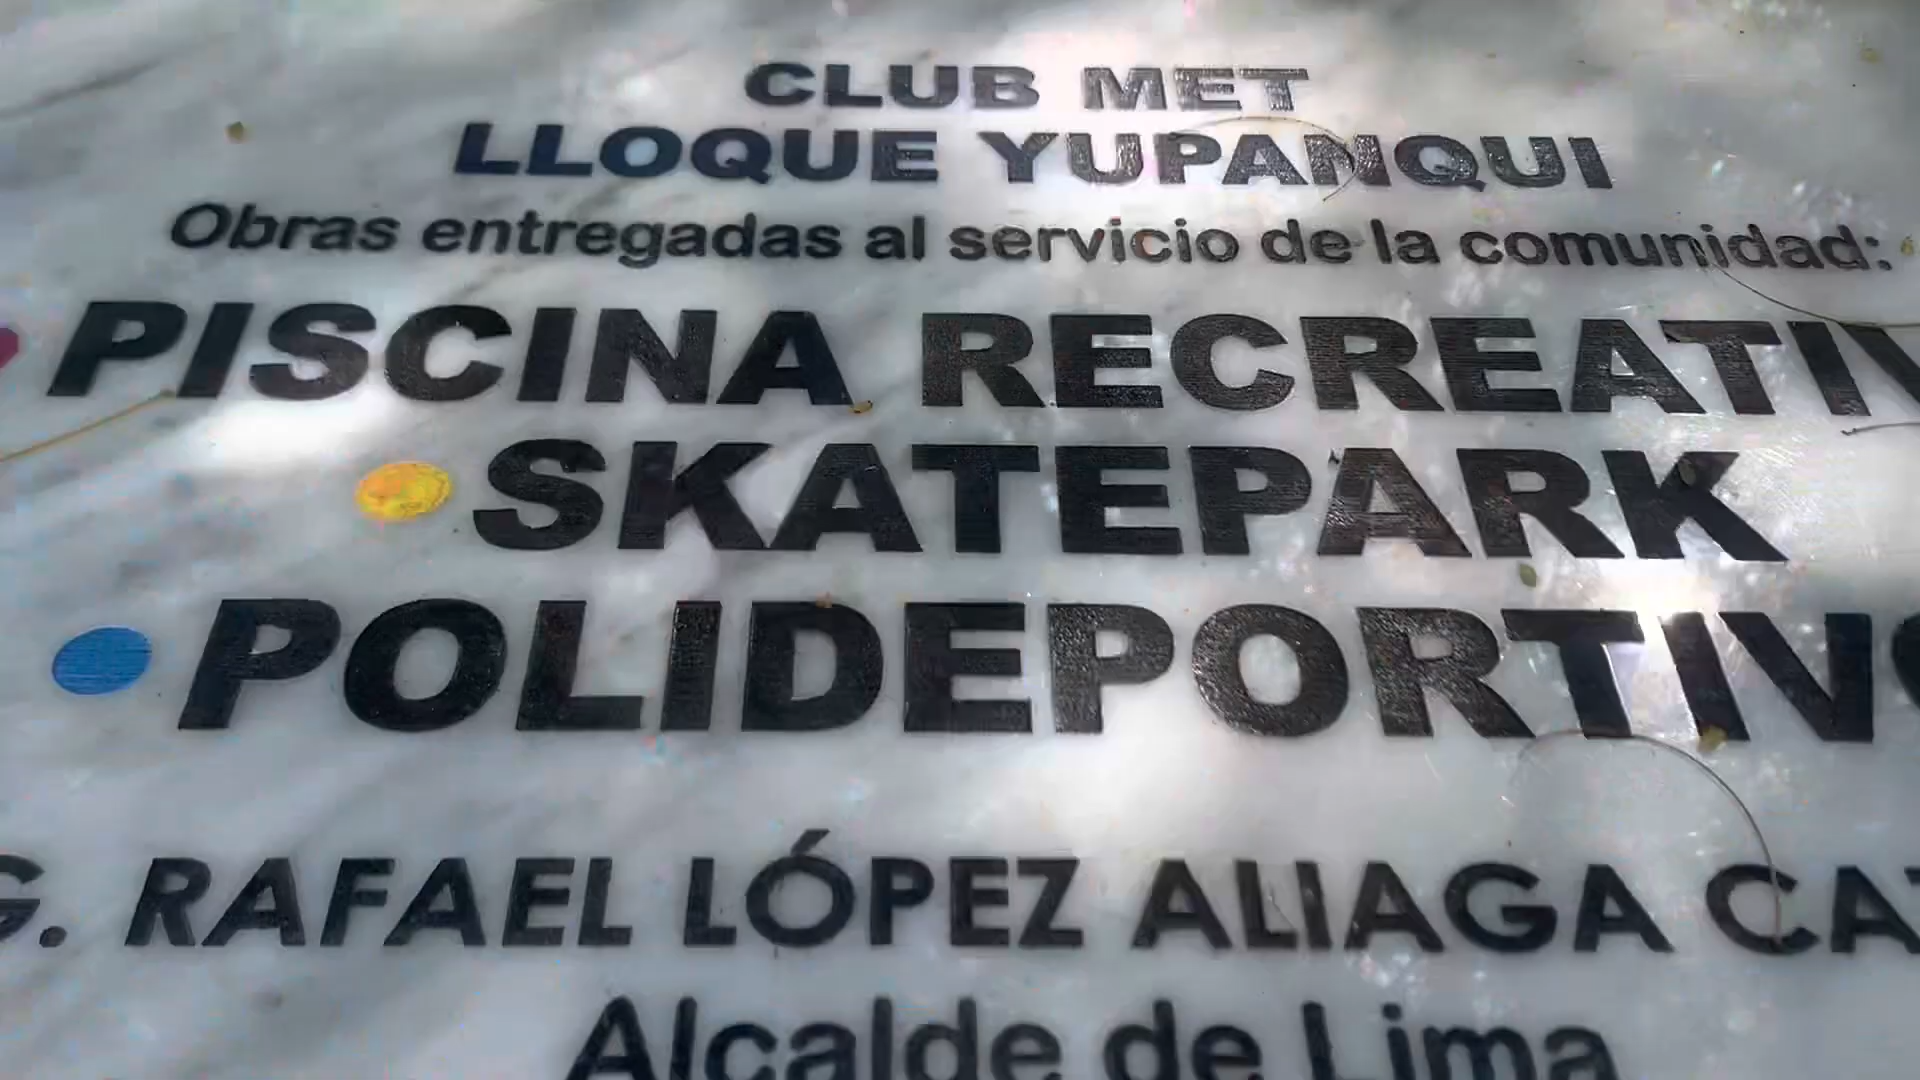 CLUB MET
LLOQUE YUPANQUI
Obras entregadas al servicio de la comunidad:
PISCINA RECREATIV
SKATEPARK
POLIDEPORTIVO
G. RAFAEL LÓPEZ ALIAGA CA
Alcalde de Lima